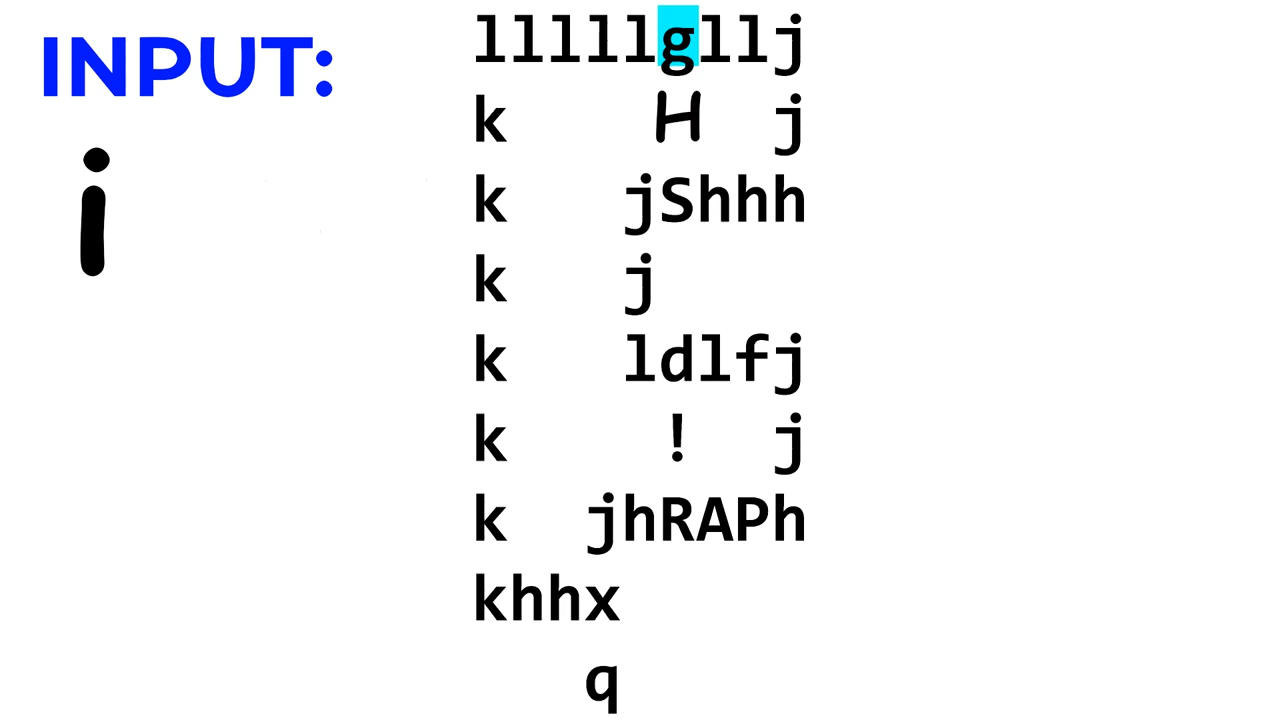 INPUT:
i
lllllgllj
k    H  j
k   jShhh
k   j
k   ldlfj
k    !  j
k  jhRAPh
khhx
   q